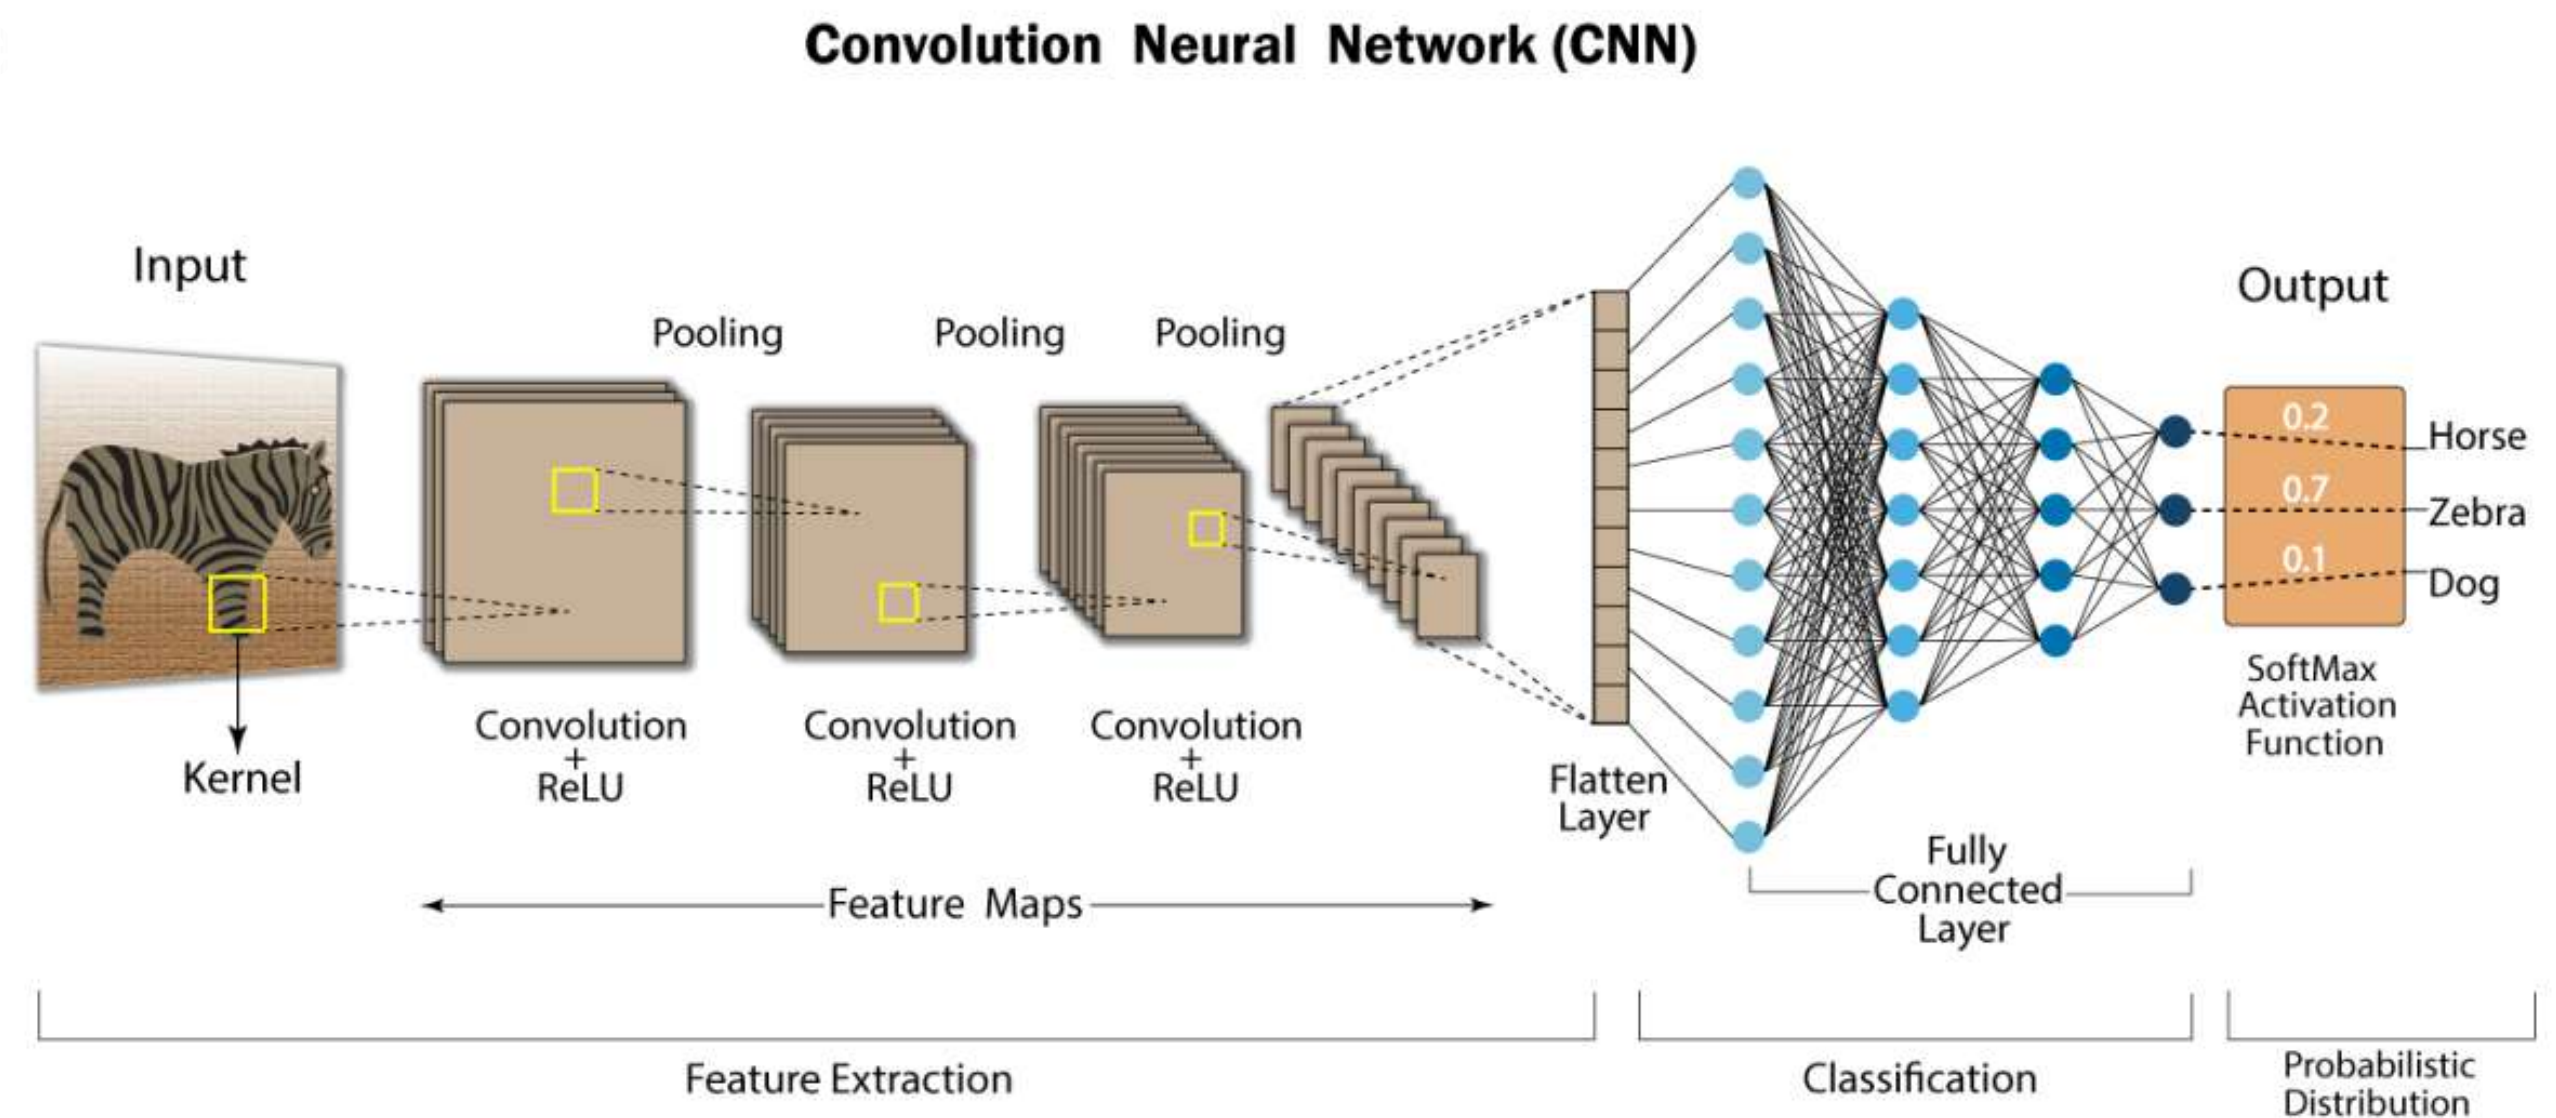 Convolution Neural Network (CNN)
Input
Kernel
Pooling
Pooling
Pooling
Convolution
+
ReLU
Convolution
+
ReLU
Convolution
+
ReLU
Flatten
Layer
Feature Maps
Fully
Connected
Layer
Output
0.2
Horse
0.7
Zebra
0.1
Dog
SoftMax
Activation
Function
Feature Extraction
Classification
Probabilistic
Distribution